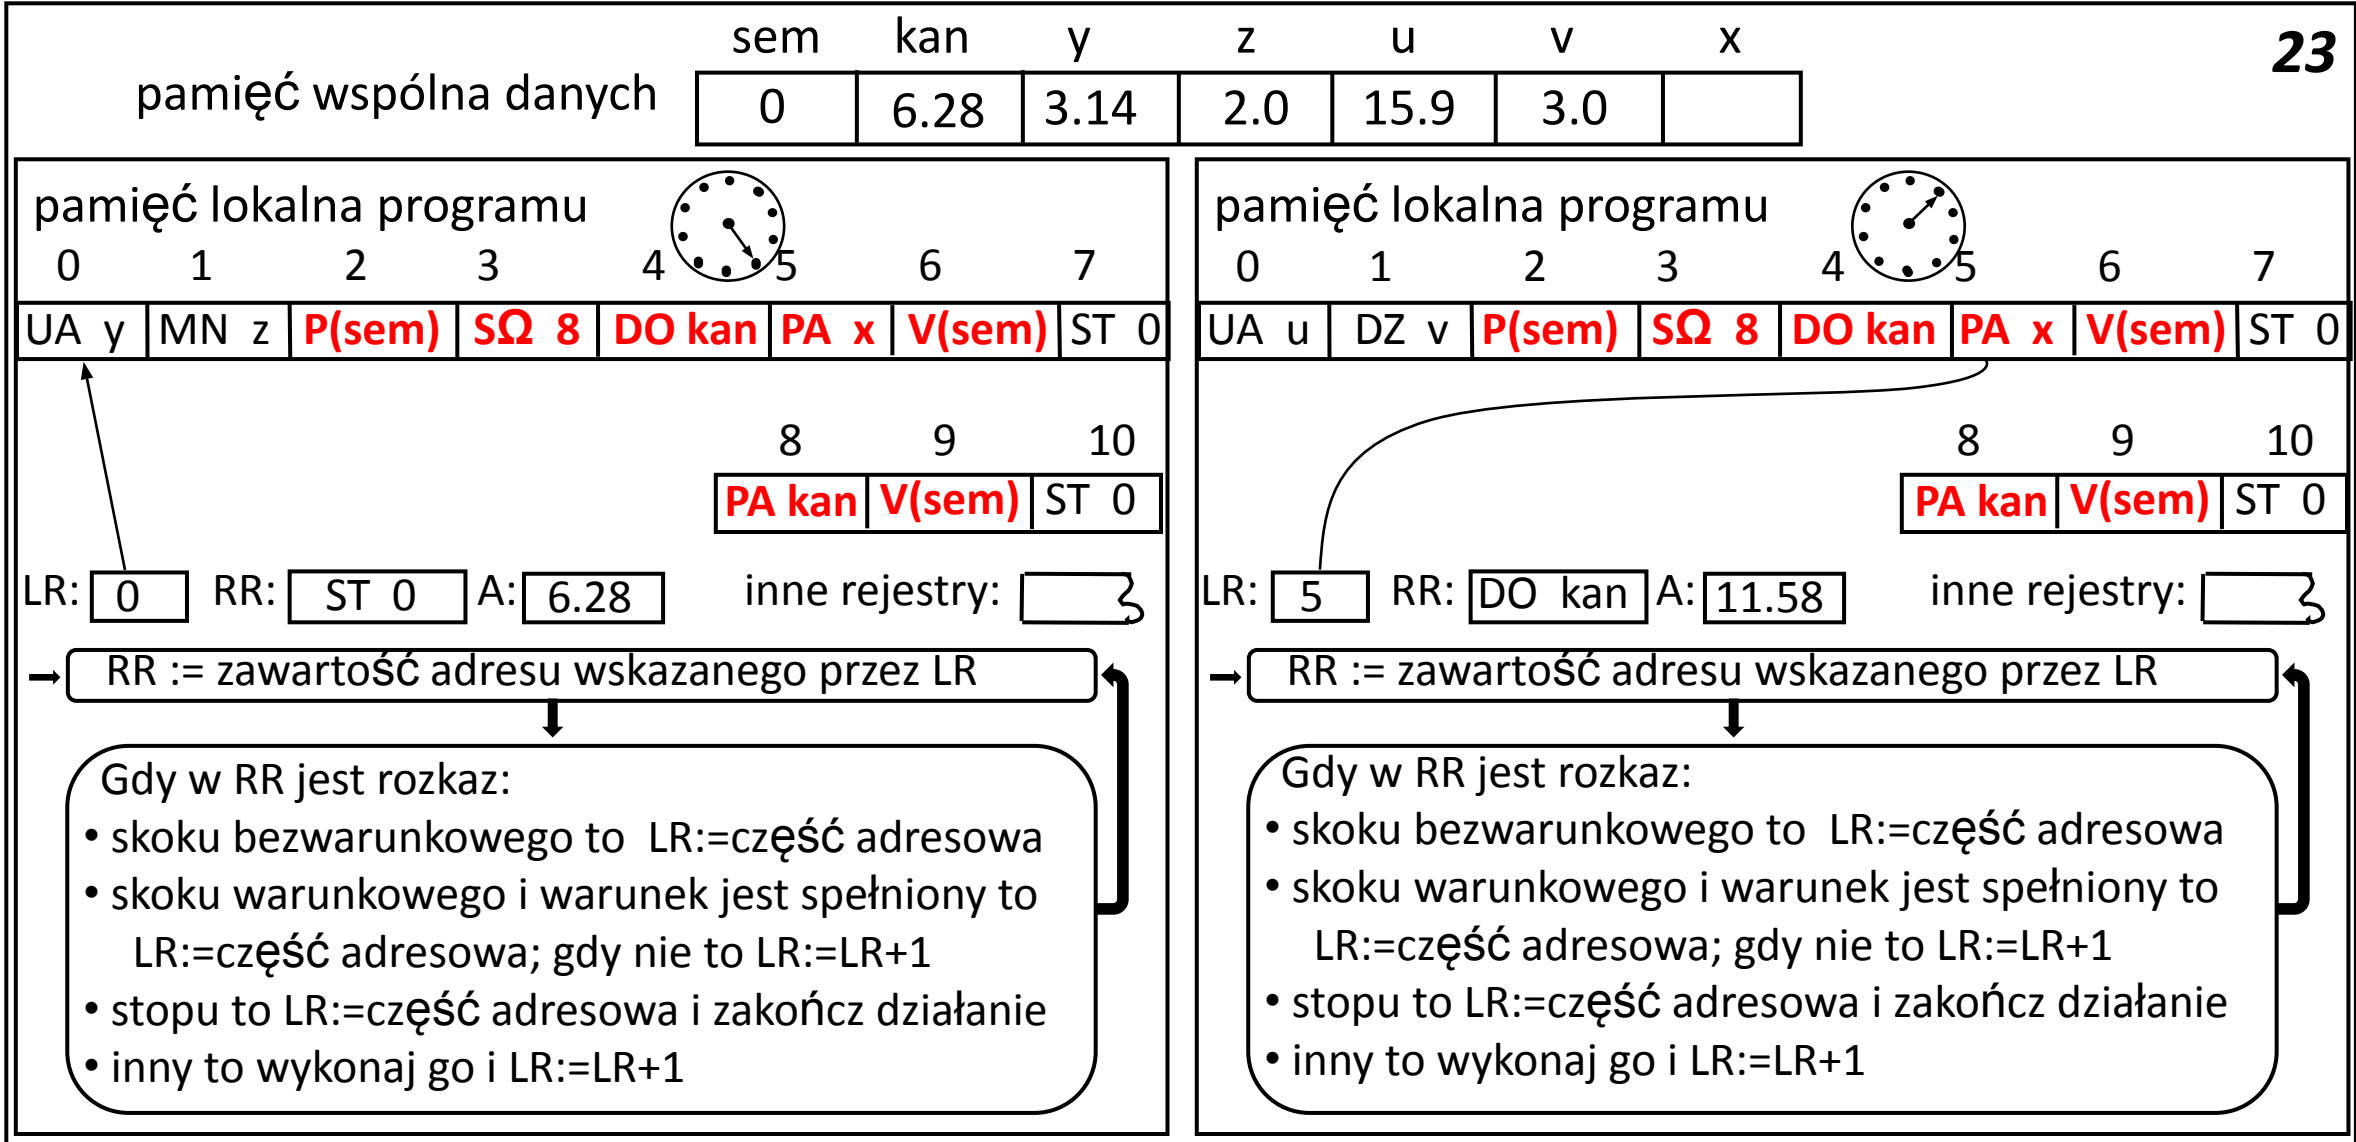 sem kan y z u v x
23
pamięć wspólna danych 0 6.28 3.14 2.0 15.9 3.0
pamięć lokalna programu
0 1 2 3 4 5 6 7
UA y MN z P(sem) SΩ 8 DO kan PA x V(sem) ST 0
8 9 10
PA kan V(sem) ST 0
LR: 0 RR: ST 0 A: 6.28 inne rejestry:
RR := zawartość adresu wskazanego przez LR
Gdy w RR jest rozkaz:
• skoku bezwarunkowego to LR:=część adresowa
• skoku warunkowego i warunek jest spełniony to
LR:=część adresowa; gdy nie to LR:=LR+1
• stopu to LR:=część adresowa i zakończ działanie
• inny to wykonaj go i LR:=LR+1
pamięć lokalna programu
0 1 2 3 4 5 6 7
UA u DZ v P(sem) SΩ 8 DO kan PA x V(sem) ST 0
8 9 10
PA kan V(sem) ST 0
LR: 5 RR: DO kan A: 11.58 inne rejestry:
RR := zawartość adresu wskazanego przez LR
Gdy w RR jest rozkaz:
• skoku bezwarunkowego to LR:=część adresowa
• skoku warunkowego i warunek jest spełniony to
LR:=część adresowa; gdy nie to LR:=LR+1
• stopu to LR:=część adresowa i zakończ działanie
• inny to wykonaj go i LR:=LR+1